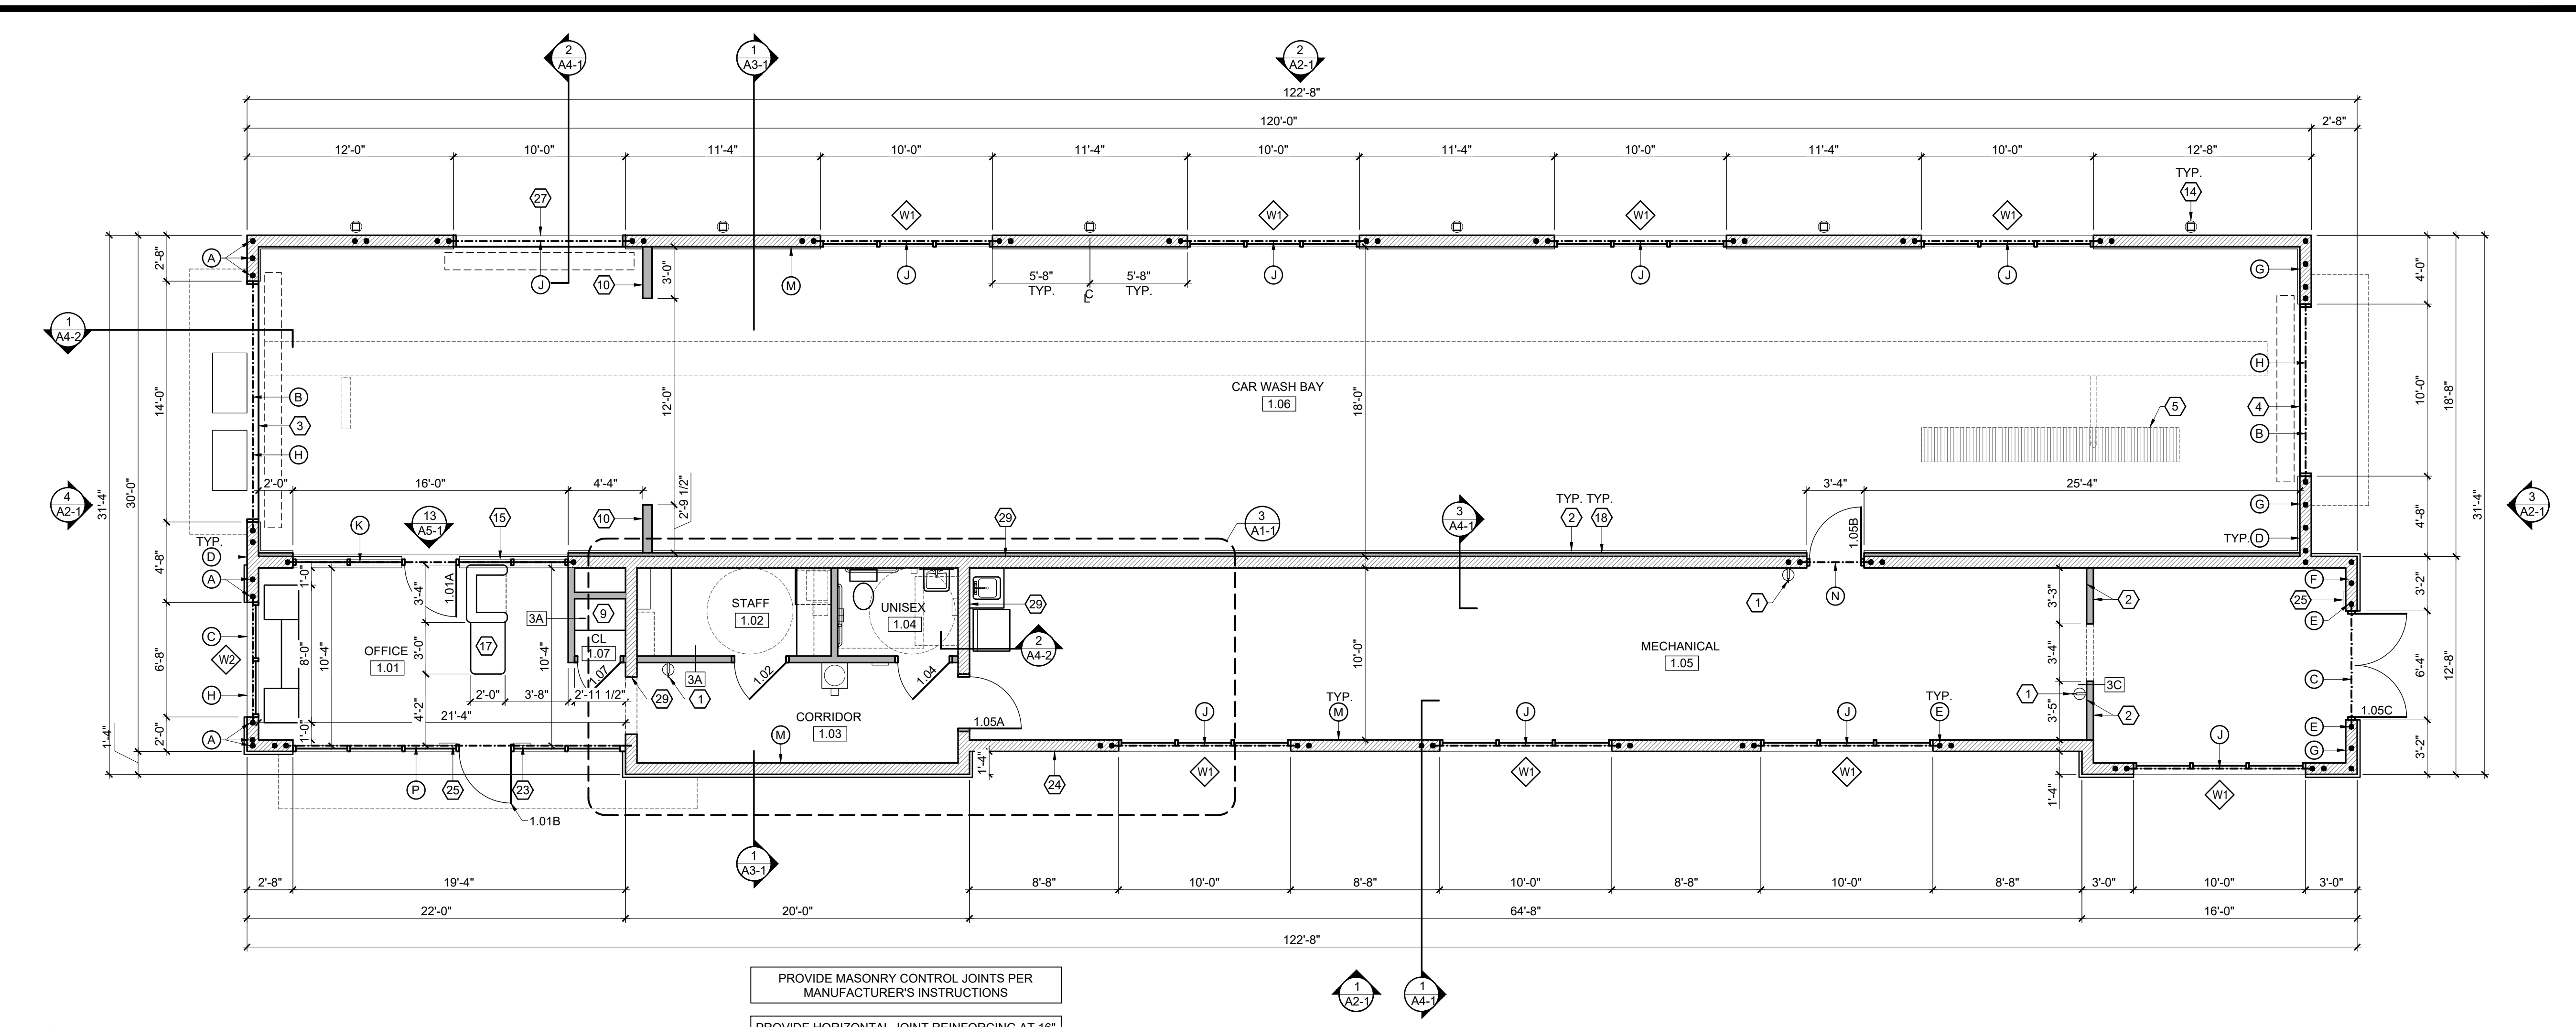 2
A4-1
1
A3-1
2
A2-1
122'-8"
120'-0"
2'-8"
12'-0"
10'-0"
11'-4"
10'-0"
11'-4"
10'-0"
11'-4"
10'-0"
11'-4"
10'-0"
12'-8"
TYP.
14
27
W1
W1
W1
W1
A
2'-8"
J
10
3'-0"
M
J
5'-8"
TYP.
CL
5'-8"
TYP.
J
J
J
G
4'-0"
1
A4-2
14'-0"
B
3
H
12'-0"
CAR WASH BAY
1.06
18'-0"
5
H
4
B
10'-0"
18'-8"
4
A2-1
31'-4"
30'-0"
2'-0"
16'-0"
4'-4"
2'-9 1/2"
3'-4"
25'-4"
G
4'-8"
31'-4"
3
A2-1
K
13
A5-1
15
10
29
3
A1-1
3
A4-1
TYP. TYP.
2
18
1.05B
TYP. D
TYP.
D
4'-8"
A
1'-0"
3'-4"
1.01A
STAFF
1.02
UNISEX
1.04
29
1
N
3'-3"
2
F
25
E
3'-2"
3A
9
CL
1.07
C
W2
6'-8"
8'-0"
10'-4"
OFFICE
1.01
3'-0"
17
10'-4"
2
A4-2
10'-0"
MECHANICAL
1.05
3'-4"
6'-4"
12'-8"
H
2'-0"
3'-8"
2'-11 1/2"
1.07
29
1
3A
1.02
1.04
1
3C
C
A
2'-0"
1'-0"
21'-4"
4'-2"
CORRIDOR
1.03
M
1.05A
J
TYP.
M
J
J
TYP.
E
3'-5"
2
J
1.05C
E
G
3'-2"
1'-4"
P
25
23
1.01B
1'-4"
24
W1
W1
W1
1'-4"
W1
1
A3-1
2'-8"
19'-4"
8'-8"
10'-0"
8'-8"
10'-0"
8'-8"
10'-0"
8'-8"
3'-0"
10'-0"
3'-0"
22'-0"
20'-0"
64'-8"
16'-0"
122'-8"
PROVIDE MASONRY CONTROL JOINTS PER
MANUFACTURER'S INSTRUCTIONS
1
A2-1
1
A4-1
PROVIDE HORIZONTAL JOINT REINFORCING AT 16"